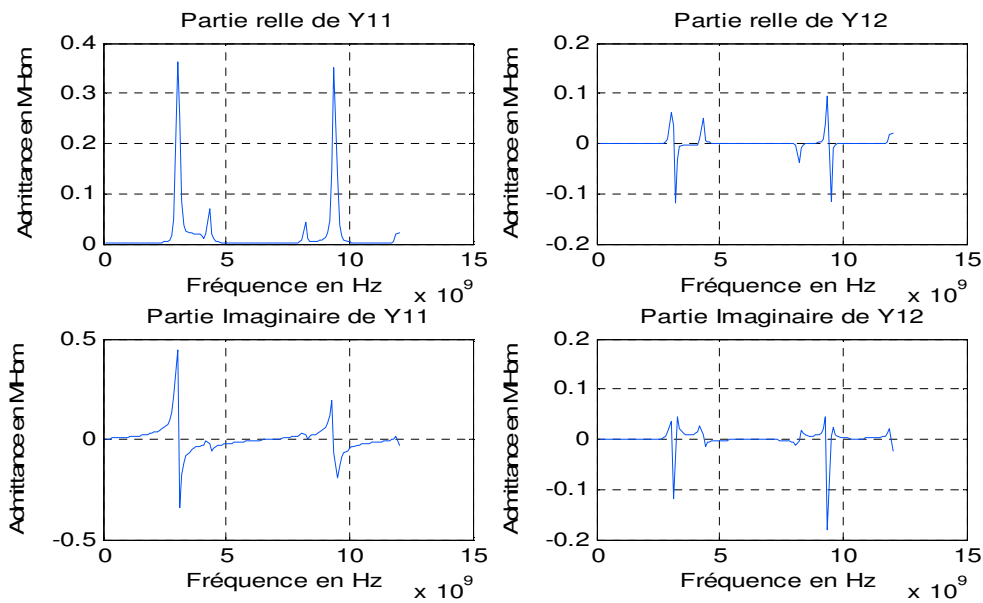 Partie relle de Y11
Admittance en MHom
0.4
0.3
0.2
0.1
0
0
5
10
15
Fréquence en Hz
x 10^9
Partie relle de Y12
Admittance en MHom
0.2
0.1
0
-0.1
-0.2
0
5
10
15
Fréquence en Hz
x 10^9
Partie Imaginaire de Y11
Admittance en MHom
0.5
0
-0.5
0
5
10
15
Fréquence en Hz
x 10^9
Partie Imaginaire de Y12
Admittance en MHom
0.2
0.1
0
-0.1
-0.2
0
5
10
15
Fréquence en Hz
x 10^9